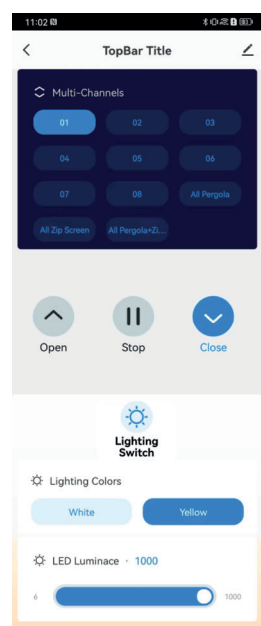 11:02
TopBar Title
Multi-Channels
01 02 03
04 05 06
07 08 All Pergola
All Zip Screen All Pergola+Zi...
Open Stop Close
Lighting
Switch
Lighting Colors
White Yellow
LED Luminace · 1000
6 1000